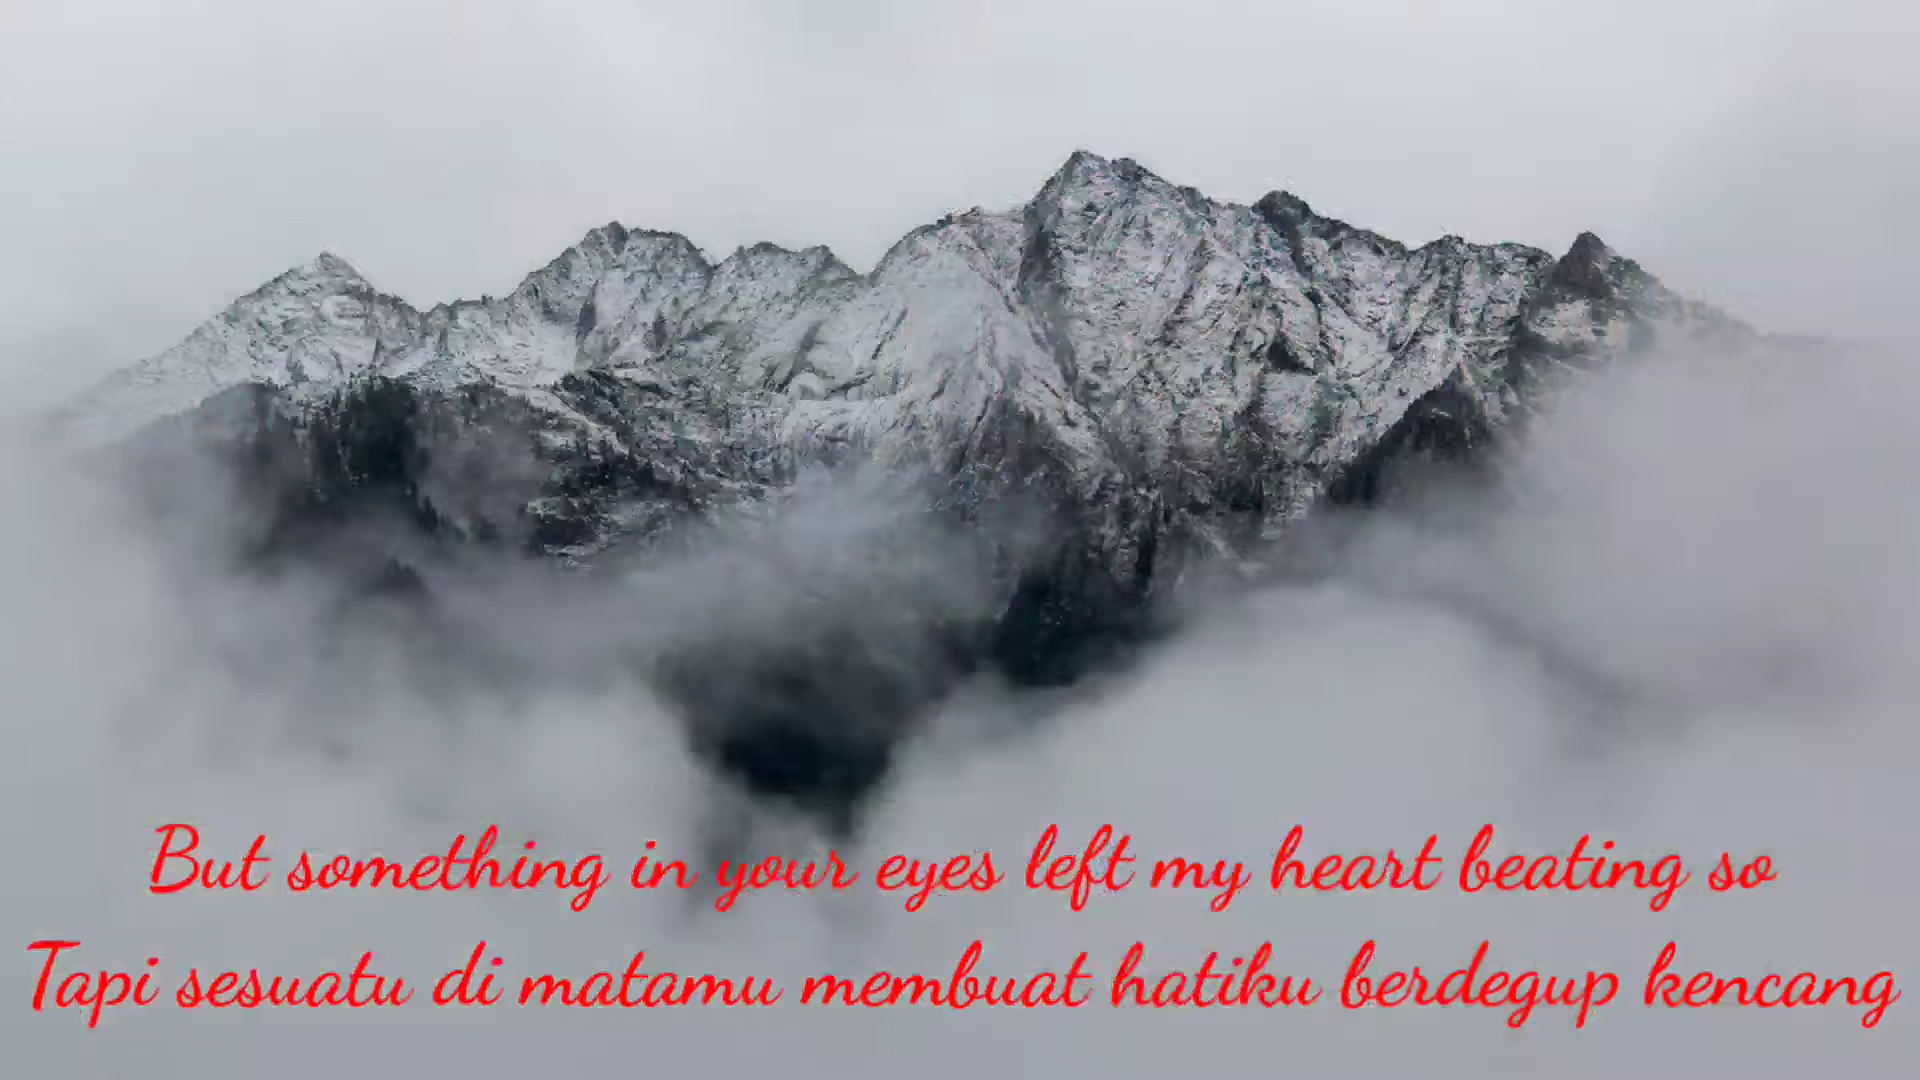 But something in your eyes left my heart beating so
Tapi sesuatu di matamu membuat hatiku berdegup kencang